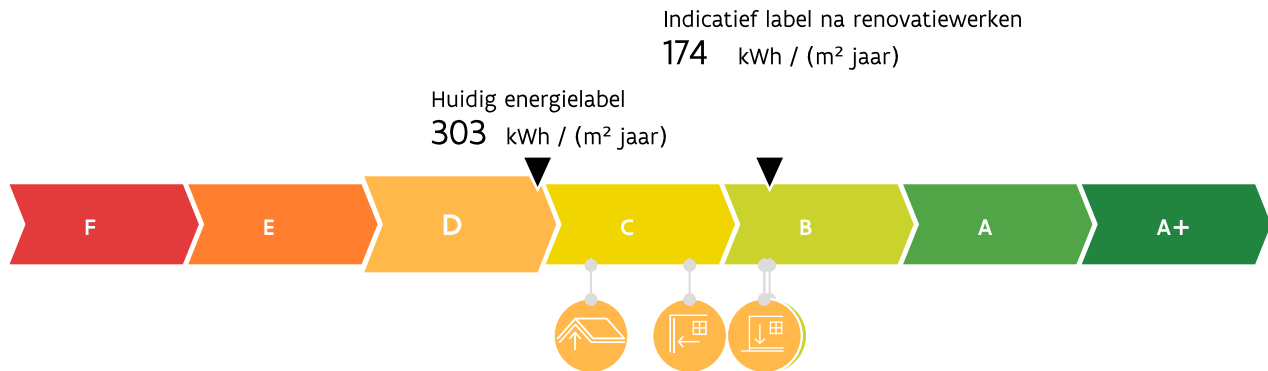 Indicatief label na renovatiewerken
174 kWh / (m² jaar)
Huidig energielabel
303 kWh / (m² jaar)
F E D C B A A+